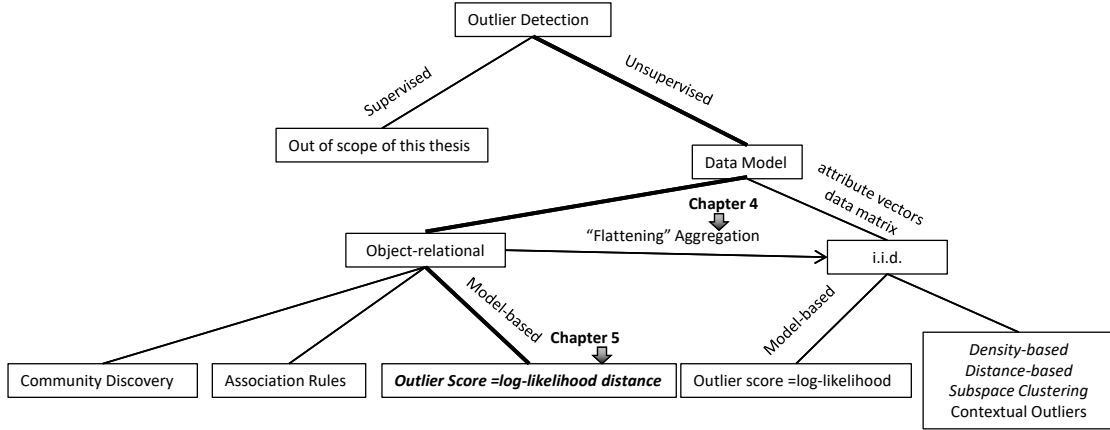 Outlier Detection
Supervised
Unsupervised
Out of scope of this thesis
Data Model
attribute vectors
data matrix
Chapter 4
“Flattening” Aggregation
Object-relational
i.i.d.
Model-based
Model-based
Chapter 5
Community Discovery
Association Rules
Outlier Score =log-likelihood distance
Outlier score =log-likelihood
Density-based
Distance-based
Subspace Clustering
Contextual Outliers